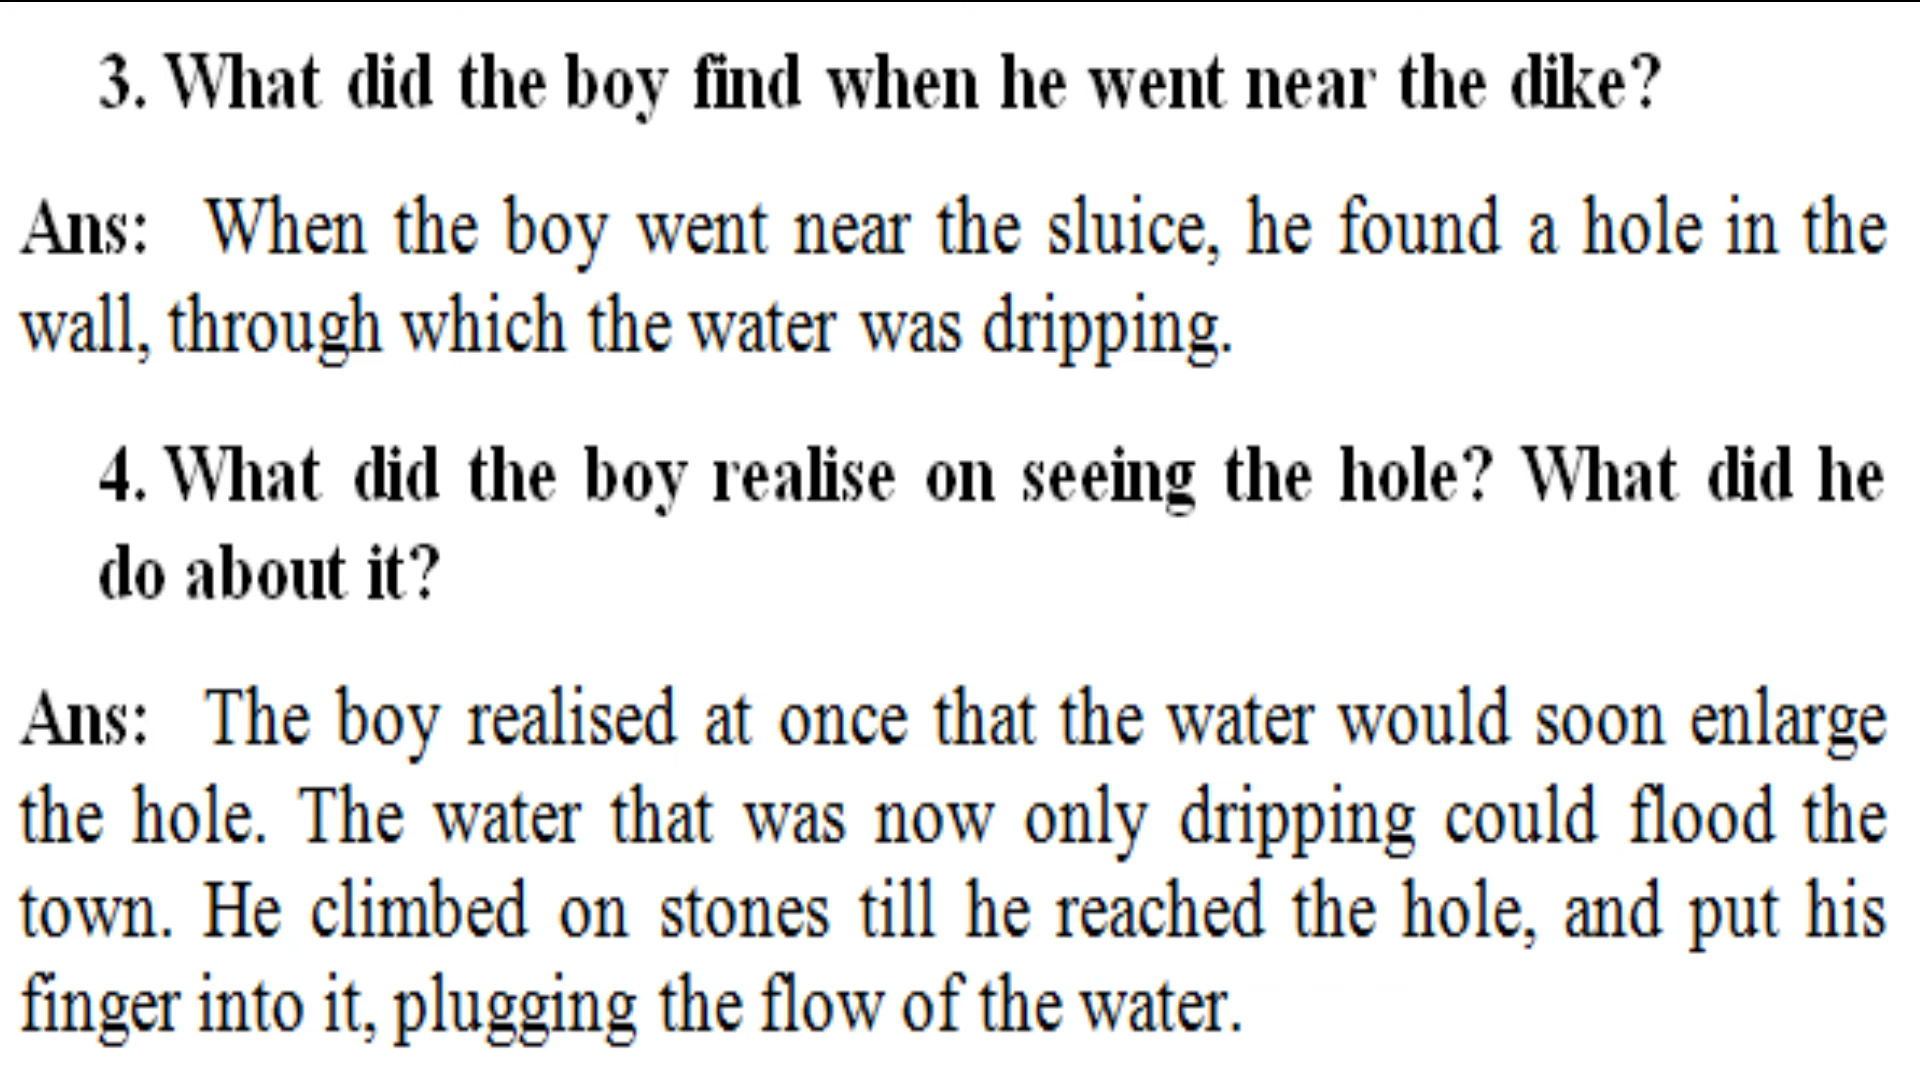 3. What did the boy find when he went near the dike?
Ans: When the boy went near the sluice, he found a hole in the
wall, through which the water was dripping.
4. What did the boy realise on seeing the hole? What did he
do about it?
Ans: The boy realised at once that the water would soon enlarge
the hole. The water that was now only dripping could flood the
town. He climbed on stones till he reached the hole, and put his
finger into it, plugging the flow of the water.